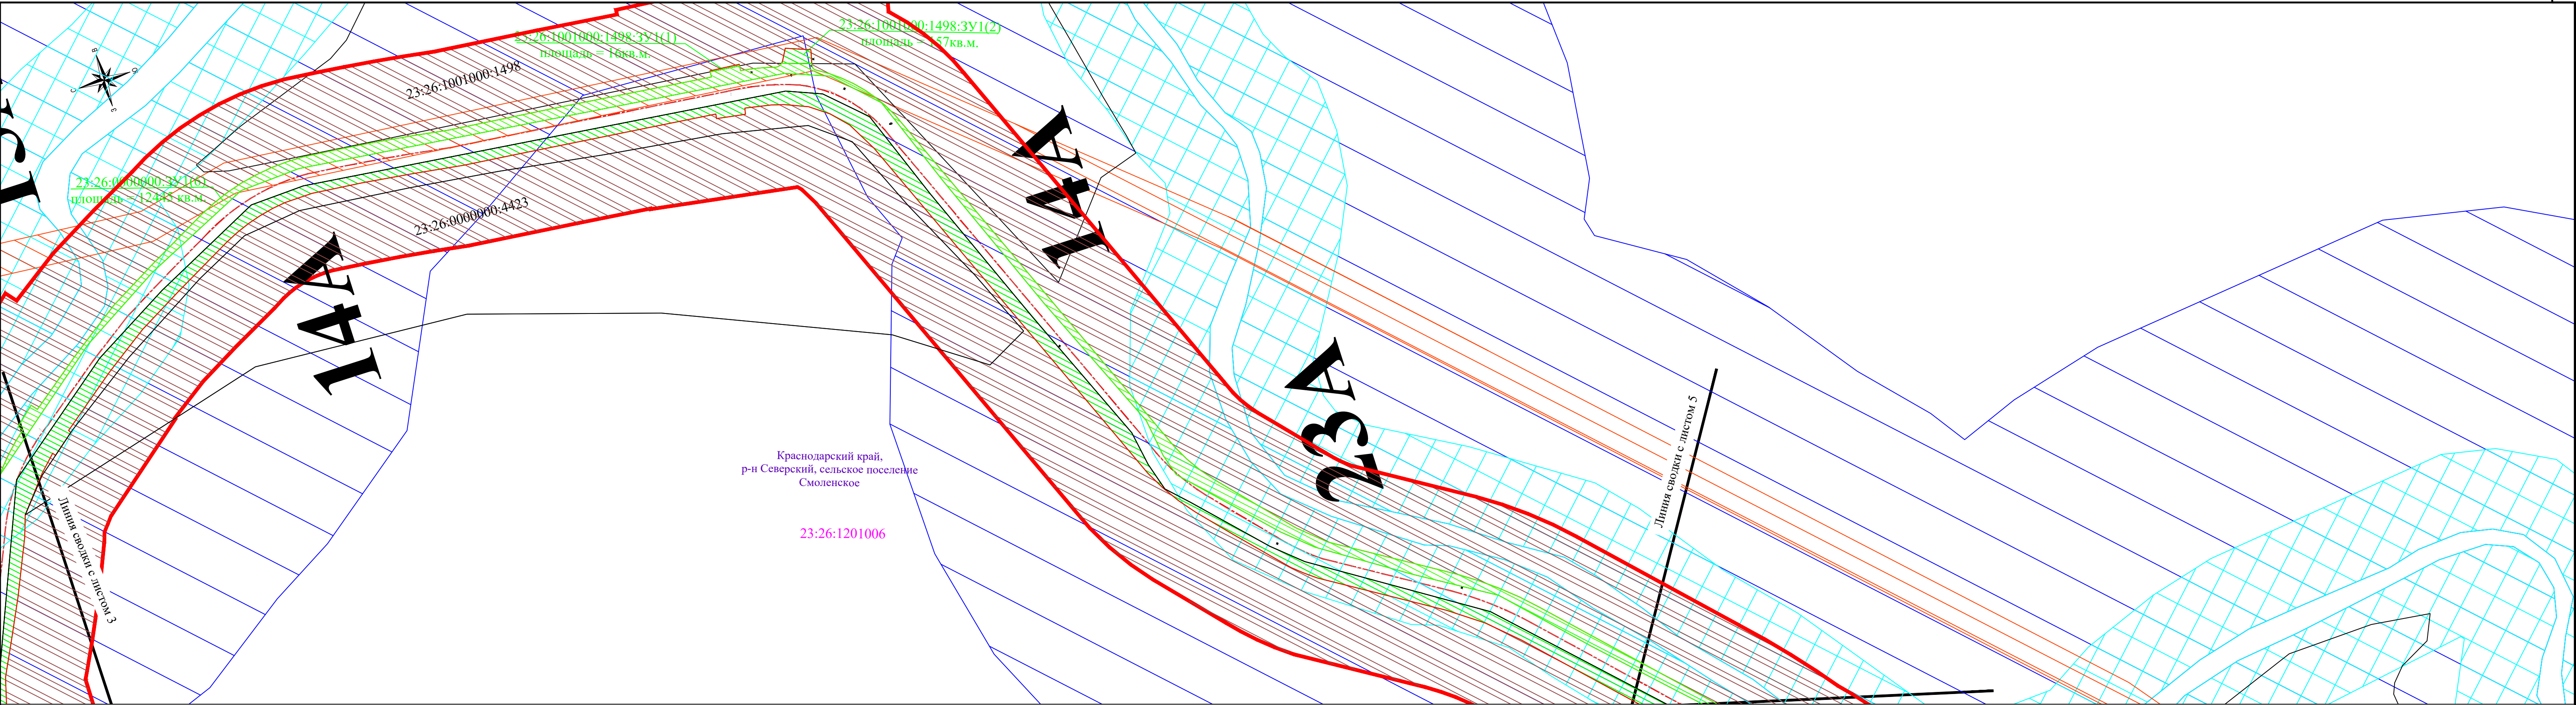 23:26:1001000:1498:ЗУ1(1)
площадь = 16кв.м.
23:26:1001000:1498:ЗУ1(2)
площадь = 157кв.м.
23:26:1001000:1498
23:26:0000000:ЗУ1(6)
площадь =12445 кв.м.
23:26:0000000:4423
В
Ю
С
З
14А
14А
23А
Краснодарский край,
р-н Северский, сельское поселение
Смоленское
23:26:1201006
Линия сводки с листом 3
Линия сводки с листом 5